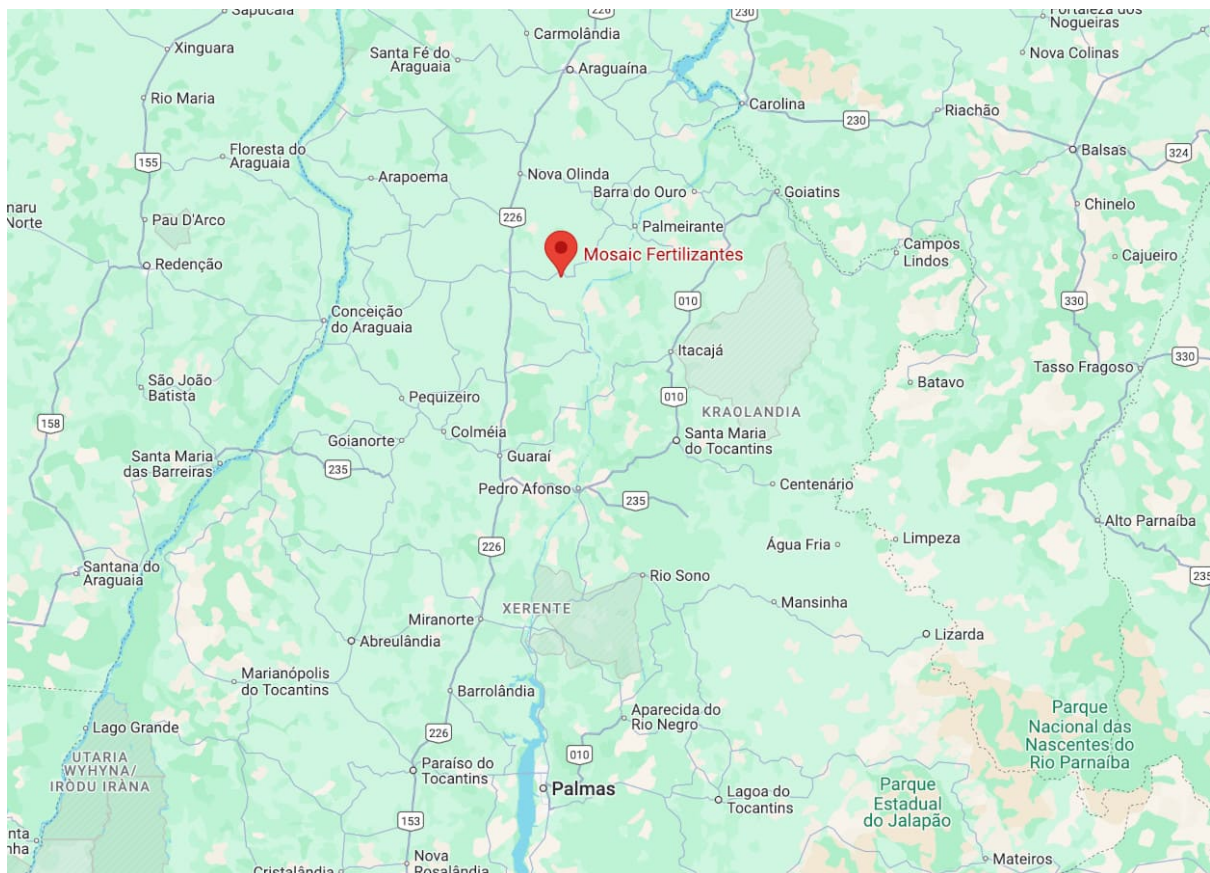 Sapucaia
226
230
Fortaleza dos
Nogueiras
Carmolândia
Xinguara
Santa Fé do
Araguaia
Araguaína
Nova Colinas
Rio Maria
Carolina
Riachão
230
155
Floresta do
Araguaia
Balsas
324
Arapoema
Nova Olinda
Barra do Ouro
Goiatins
Chinelo
naru
Norte
Pau D'Arco
226
Palmeirante
Campos
Lindos
Cajueiro
Redenção
Mosaic Fertilizantes
010
330
Conceição
do Araguaia
Itacajá
330
Tasso Fragoso
São João
Batista
Batavo
Pequizeiro
010
KRAOLANDIA
158
Colméia
Goianorte
Santa Maria
do Tocantins
Santa Maria
das Barreiras
235
Guaraí
Pedro Afonso
235
Centenário
Alto Parnaíba
226
Água Fria
Limpeza
Santana do
Araguaia
Rio Sono
235
XERENTE
Mansinha
Miranorte
Abreulândia
Lizarda
Marianópolis
do Tocantins
Barrolândia
Aparecida do
Rio Negro
Parque
Nacional das
Nascentes do
Rio Parnaíba
Lago Grande
226
010
UTARIA
WYHYNA/
IRÒDU IRÀNA
Paraíso do
Tocantins
Palmas
Lagoa do
Tocantins
Parque
Estadual
do Jalapão
153
nta
nha
Nova
Rosalândia
Cristalândia
Mateiros